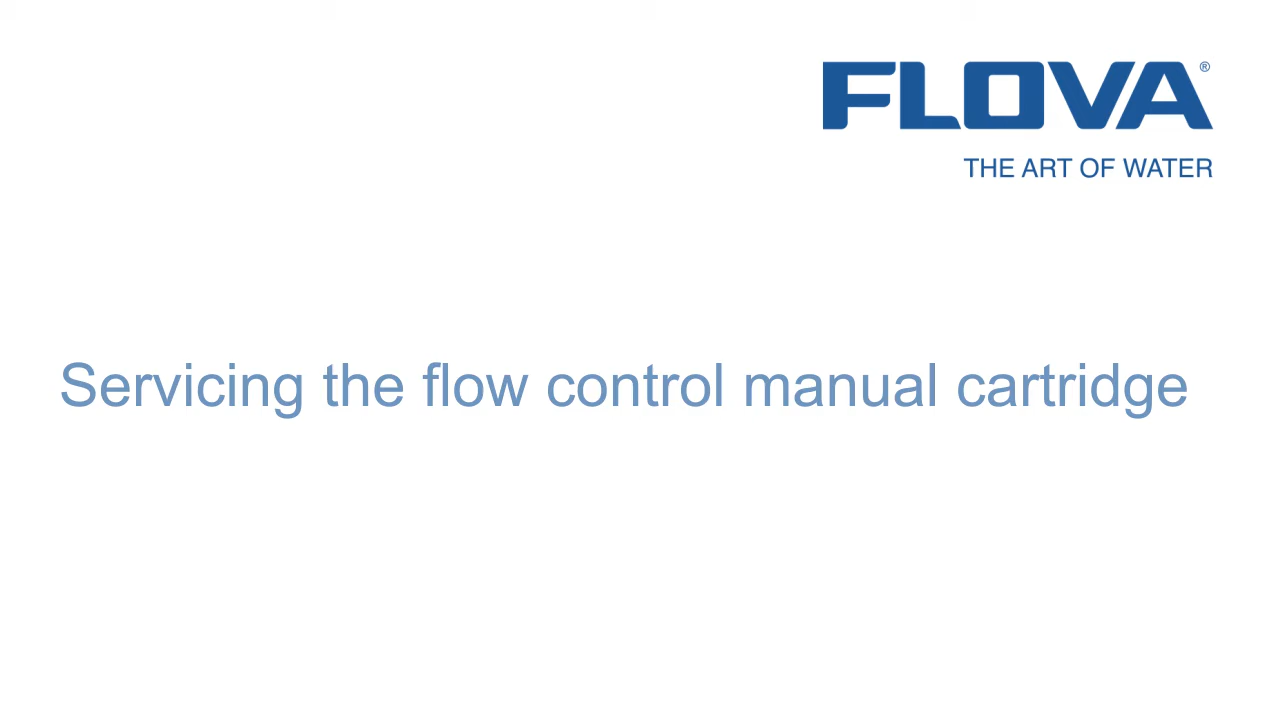 FLOVA®
THE ART OF WATER
Servicing the flow control manual cartridge